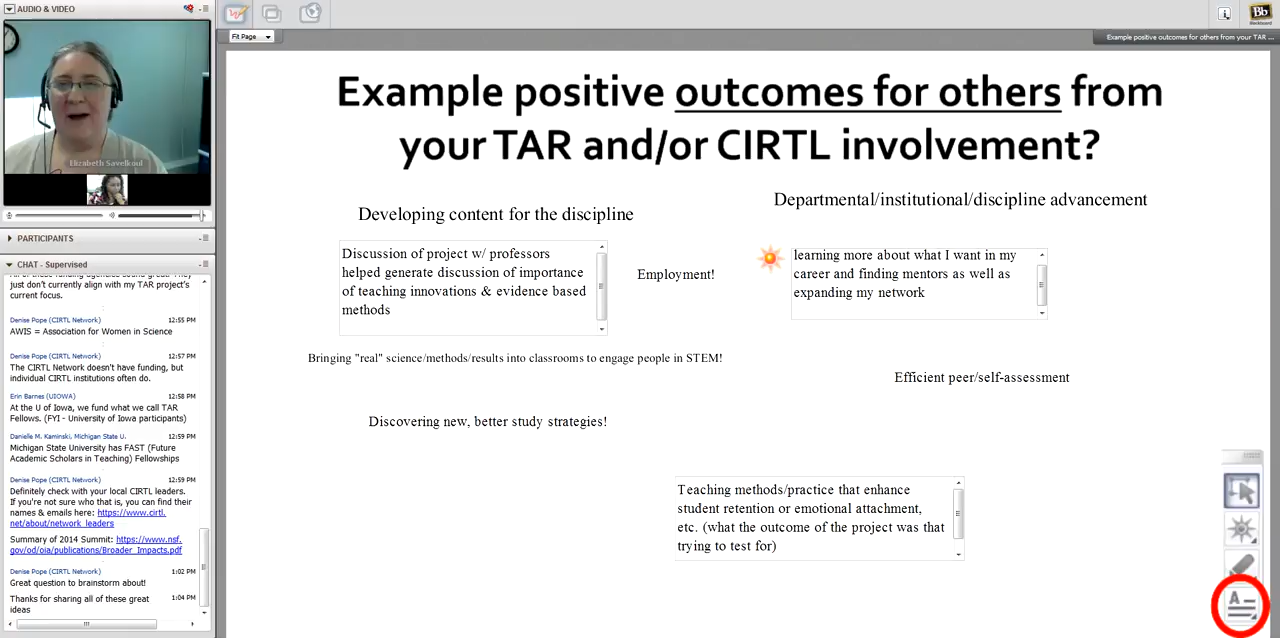 AUDIO & VIDEO
Elizabeth Savelkoul
PARTICIPANTS
CHAT - Supervised
just don't currently align with my TAR project's
current focus.
Denise Pope (CIRTL Network) 12:55 PM
AWIS = Association for Women in Science
Denise Pope (CIRTL Network) 12:57 PM
The CIRTL Network doesn't have funding, but
individual CIRTL institutions often do.
Erin Barnes (UIOWA) 12:58 PM
At the U of Iowa, we fund what we call TAR
Fellows. (FYI - University of Iowa participants)
Danielle M. Kaminski, Michigan State U. 12:59 PM
Michigan State University has FAST (Future
Academic Scholars in Teaching) Fellowships
Denise Pope (CIRTL Network) 12:59 PM
Definitely check with your local CIRTL leaders.
If you're not sure who that is, you can find their
names & emails here: https://www.cirtl.
net/about/network_leaders
Summary of 2014 Summit: https://www.nsf.
gov/od/oia/publications/Broader_Impacts.pdf
Denise Pope (CIRTL Network) 1:02 PM
Great question to brainstorm about!
Thanks for sharing all of these great 1:04 PM
ideas
Fit Page
Bb
Blackboard
Example positive outcomes for others from your TAR ...
Example positive outcomes for others from
your TAR and/or CIRTL involvement?
Developing content for the discipline
Departmental/institutional/discipline advancement
Discussion of project w/ professors
helped generate discussion of importance
of teaching innovations & evidence based
methods
Employment!
learning more about what I want in my
career and finding mentors as well as
expanding my network
Bringing "real" science/methods/results into classrooms to engage people in STEM!
Efficient peer/self-assessment
Discovering new, better study strategies!
Teaching methods/practice that enhance
student retention or emotional attachment,
etc. (what the outcome of the project was that
trying to test for)
A